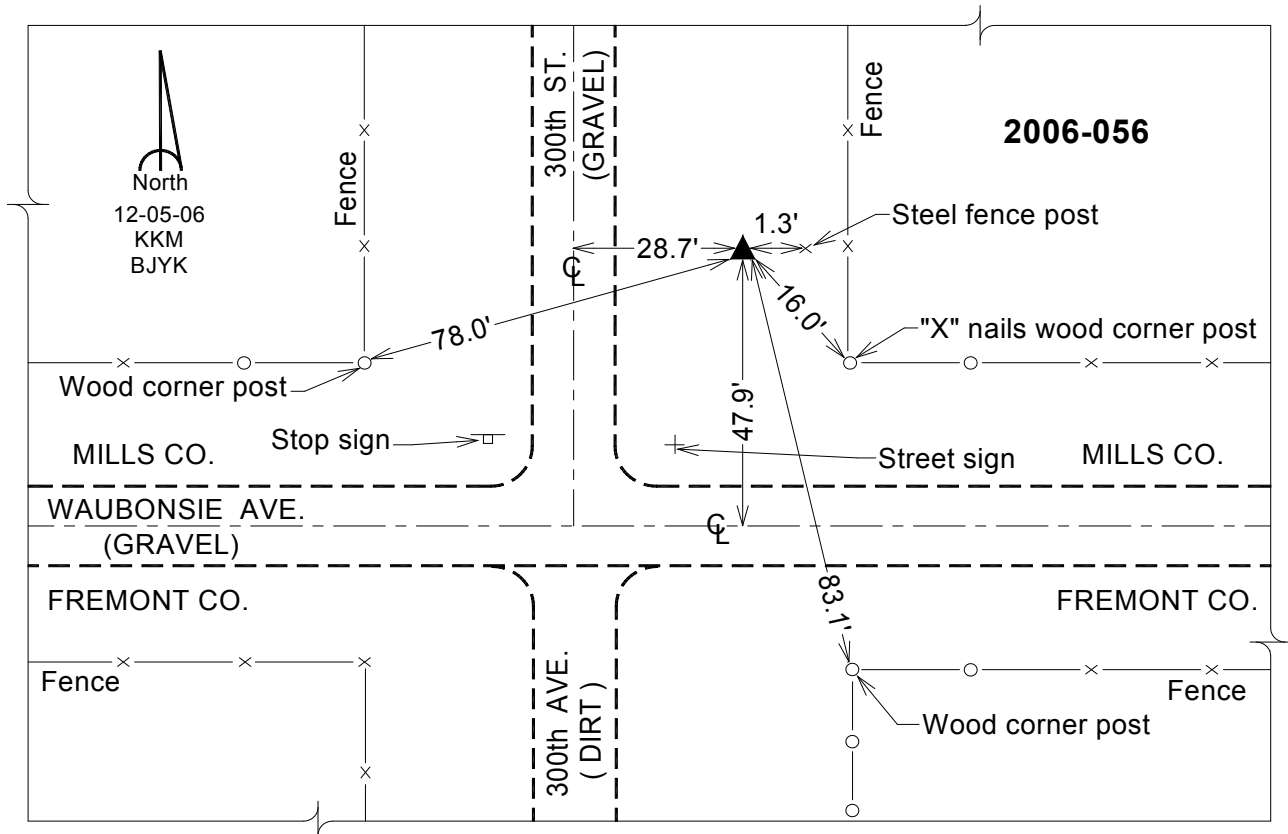 2006-056
North
12-05-06
KKM
BJYK
Fence
300th ST.
(GRAVEL)
Fence
1.3'
Steel fence post
28.7'
CL
78.0'
16.0'
"X" nails wood corner post
Wood corner post
47.9'
Stop sign
Street sign
MILLS CO.
MILLS CO.
WAUBONSIE AVE.
(GRAVEL)
CL
FREMONT CO.
FREMONT CO.
83.1'
300th AVE.
( DIRT )
Fence
Fence
Wood corner post